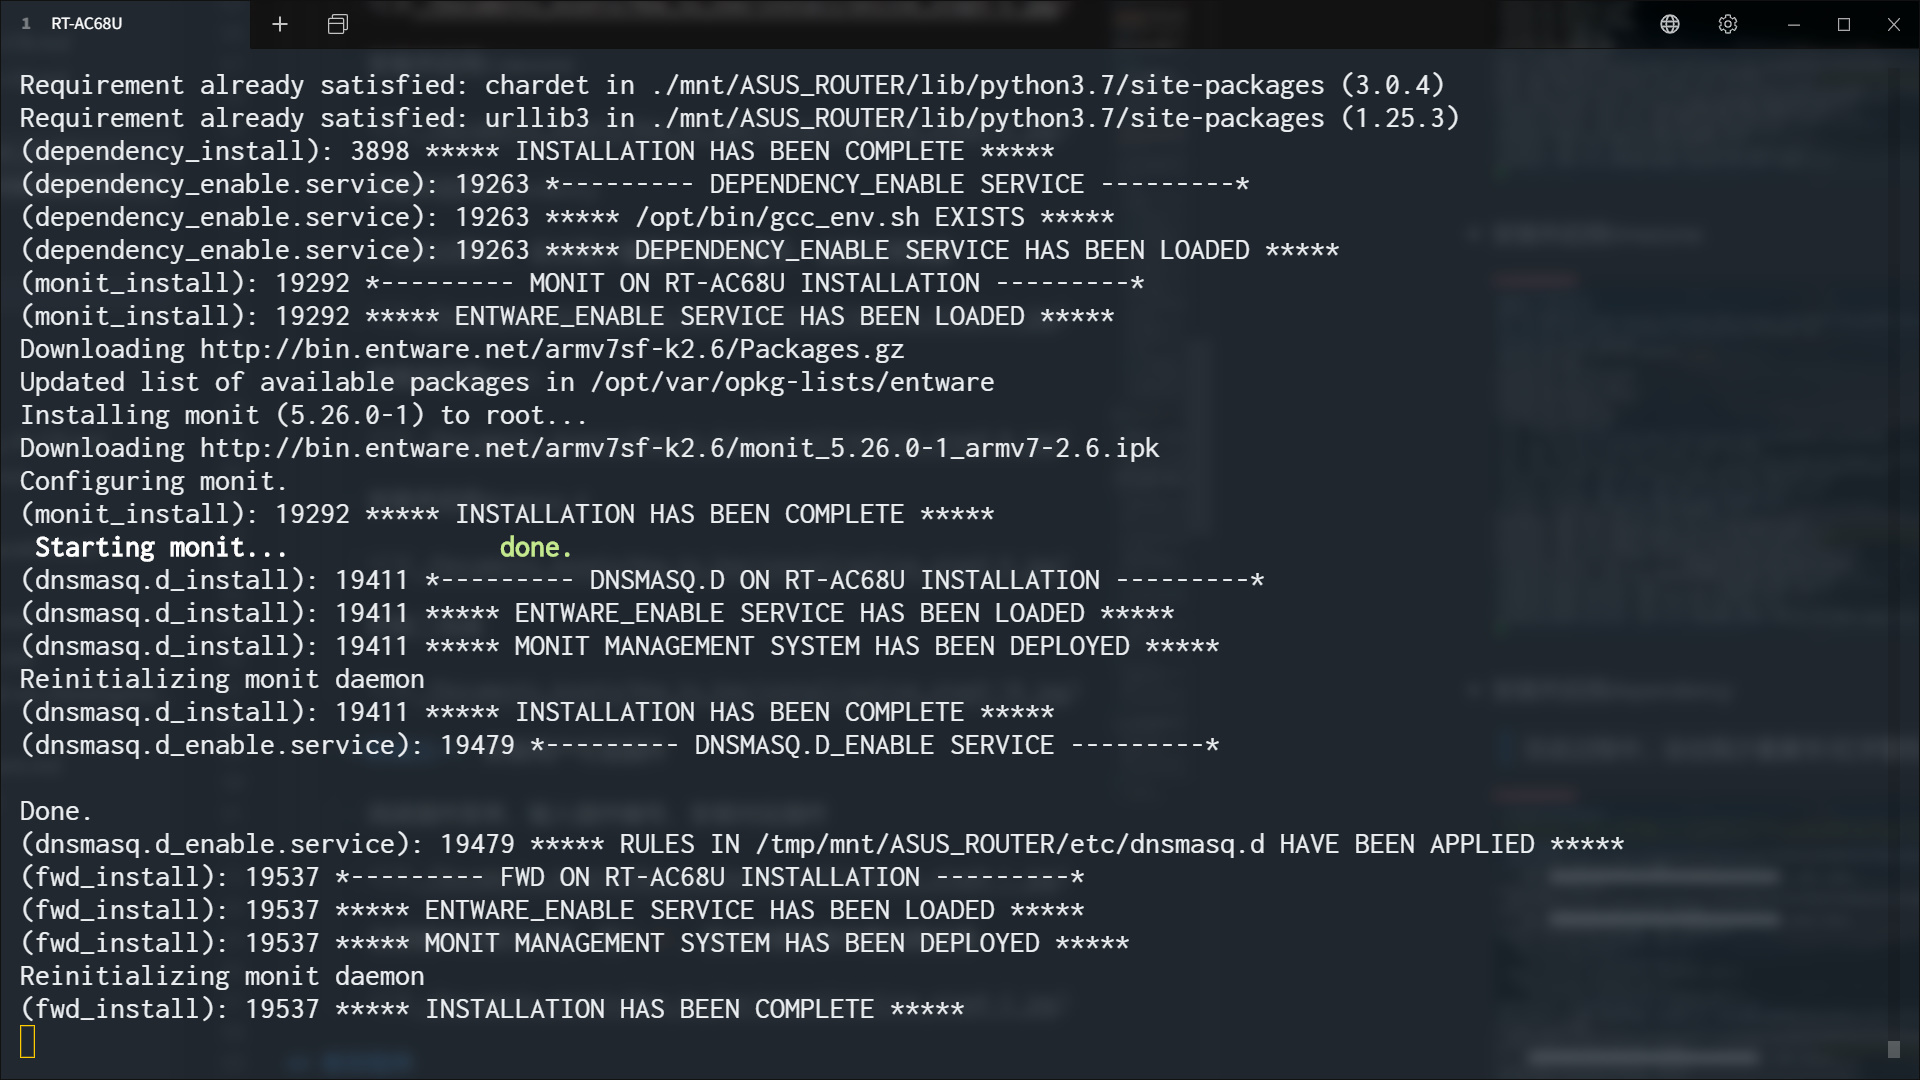 1 RT-AC68U
Requirement already satisfied: chardet in ./mnt/ASUS_ROUTER/lib/python3.7/site-packages (3.0.4)
Requirement already satisfied: urllib3 in ./mnt/ASUS_ROUTER/lib/python3.7/site-packages (1.25.3)
(dependency_install): 3898 ***** INSTALLATION HAS BEEN COMPLETE *****
(dependency_enable.service): 19263 *--------- DEPENDENCY_ENABLE SERVICE ---------*
(dependency_enable.service): 19263 ***** /opt/bin/gcc_env.sh EXISTS *****
(dependency_enable.service): 19263 ***** DEPENDENCY_ENABLE SERVICE HAS BEEN LOADED *****
(monit_install): 19292 *--------- MONIT ON RT-AC68U INSTALLATION ---------*
(monit_install): 19292 ***** ENTWARE_ENABLE SERVICE HAS BEEN LOADED *****
Downloading http://bin.entware.net/armv7sf-k2.6/Packages.gz
Updated list of available packages in /opt/var/opkg-lists/entware
Installing monit (5.26.0-1) to root...
Downloading http://bin.entware.net/armv7sf-k2.6/monit_5.26.0-1_armv7-2.6.ipk
Configuring monit.
(monit_install): 19292 ***** INSTALLATION HAS BEEN COMPLETE *****
Starting monit... done.
(dnsmasq.d_install): 19411 *--------- DNSMASQ.D ON RT-AC68U INSTALLATION ---------*
(dnsmasq.d_install): 19411 ***** ENTWARE_ENABLE SERVICE HAS BEEN LOADED *****
(dnsmasq.d_install): 19411 ***** MONIT MANAGEMENT SYSTEM HAS BEEN DEPLOYED *****
Reinitializing monit daemon
(dnsmasq.d_install): 19411 ***** INSTALLATION HAS BEEN COMPLETE *****
(dnsmasq.d_enable.service): 19479 *--------- DNSMASQ.D_ENABLE SERVICE ---------*
Done.
(dnsmasq.d_enable.service): 19479 ***** RULES IN /tmp/mnt/ASUS_ROUTER/etc/dnsmasq.d HAVE BEEN APPLIED *****
(fwd_install): 19537 *--------- FWD ON RT-AC68U INSTALLATION ---------*
(fwd_install): 19537 ***** ENTWARE_ENABLE SERVICE HAS BEEN LOADED *****
(fwd_install): 19537 ***** MONIT MANAGEMENT SYSTEM HAS BEEN DEPLOYED *****
Reinitializing monit daemon
(fwd_install): 19537 ***** INSTALLATION HAS BEEN COMPLETE *****